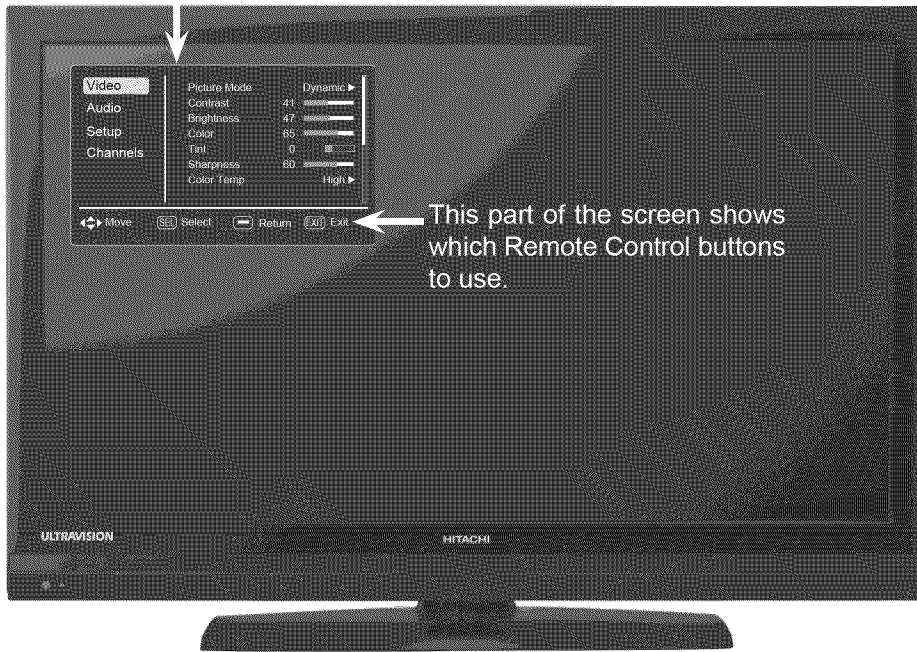 Video
Audio
Setup
Channels
Picture Mode Dynamic
Contrast 41
Brightness 47
Color 65
Tint 0
Sharpness 60
Color Temp High
Move SEL Select Return EXIT Exit
This part of the screen shows
which Remote Control buttons
to use.
ULTRAVISION
HITACHI